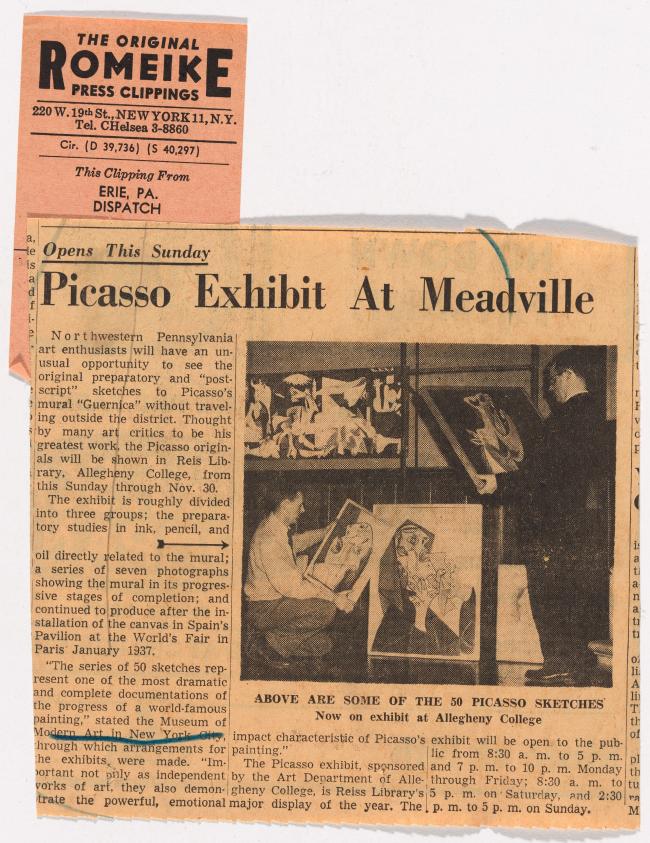 THE ORIGINAL
ROMEIKE
PRESS CLIPPINGS
220 W. 19th St., NEW YORK 11, N.Y.
Tel. CHelsea 3-8860
Cir. (D 39,736) (S 40,297)
This Clipping From
ERIE, PA.
DISPATCH
Opens This Sunday
Picasso Exhibit At Meadville
Northwestern Pennsylvania
art enthusiasts will have an un-
usual opportunity to see the
original preparatory and "post-
script" sketches to Picasso's
mural "Guernica" without travel-
ing outside the district. Thought
by many art critics to be his
greatest work, the Picasso origin-
als will be shown in Reis Lib-
rary, Allegheny College, from
this Sunday through Nov. 30.
The exhibit is roughly divided
into three groups; the prepara-
tory studies in ink, pencil, and
oil directly related to the mural;
a series of seven photographs
showing the mural in its progres-
sive stages of completion; and
continued to produce after the in-
stallation of the canvas in Spain's
Pavilion at the World's Fair in
Paris January 1937.
"The series of 50 sketches rep-
resent one of the most dramatic
and complete documentations of
the progress of a world-famous
painting," stated the Museum of
Modern Art in New York City,
through which arrangements for
the exhibits were made. "Im-
portant not only as independent
works of art, they also demon-
trate the powerful, emotional
ABOVE ARE SOME OF THE 50 PICASSO SKETCHES
Now on exhibit at Allegheny College
impact characteristic of Picasso's
painting."
The Picasso exhibit, sponsored
by the Art Department of Alle-
gheny College, is Reiss Library's
major display of the year. The
exhibit will be open to the pub-
lic from 8:30 a. m. to 5 p. m.
and 7 p. m. to 10 p. m. Monday
through Friday; 8:30 a. m. to
5 p. m. on Saturday, and 2:30
p. m. to 5 p. m. on Sunday.